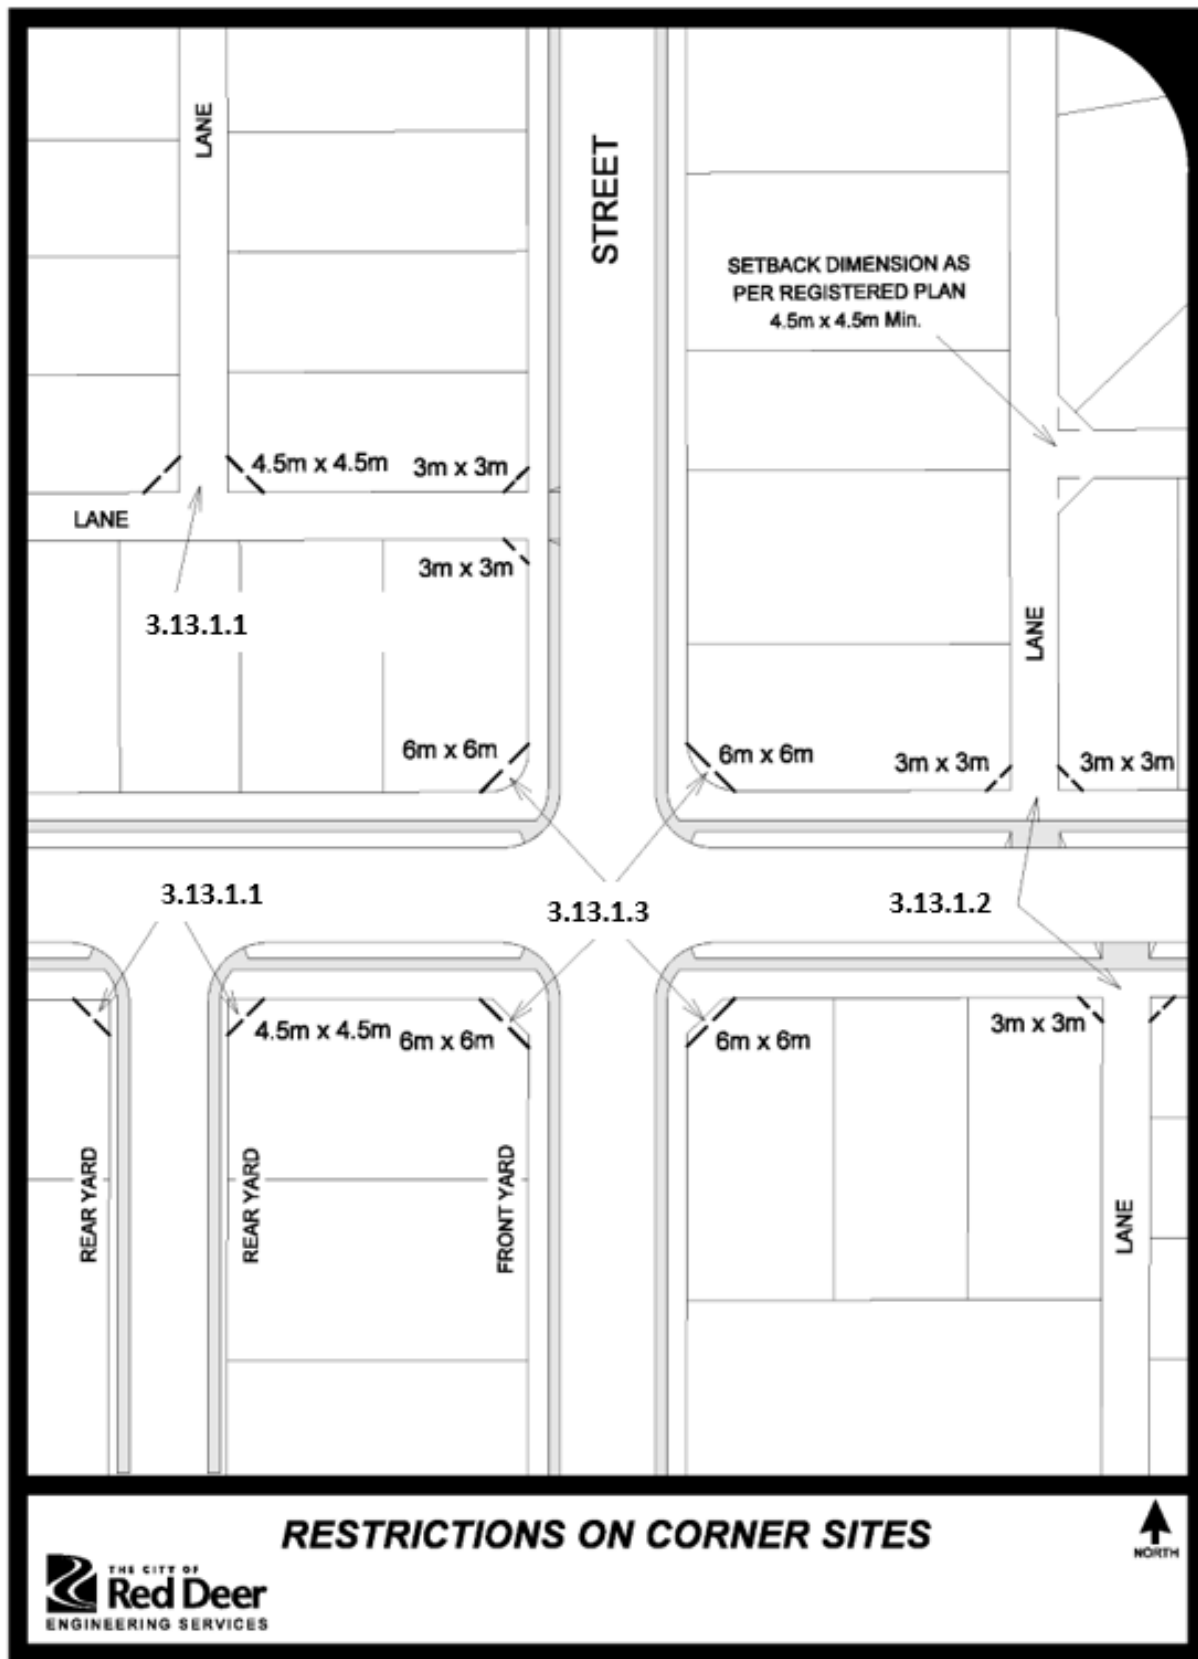 LANE
STREET
SETBACK DIMENSION AS
PER REGISTERED PLAN
4.5m x 4.5m Min.
4.5m x 4.5m
3m x 3m
LANE
3m x 3m
3.13.1.1
LANE
6m x 6m
6m x 6m
3m x 3m
3m x 3m
3.13.1.1
3.13.1.3
3.13.1.2
4.5m x 4.5m
6m x 6m
6m x 6m
3m x 3m
REAR YARD
REAR YARD
FRONT YARD
LANE
RESTRICTIONS ON CORNER SITES
NORTH
THE CITY OF
Red Deer
ENGINEERING SERVICES